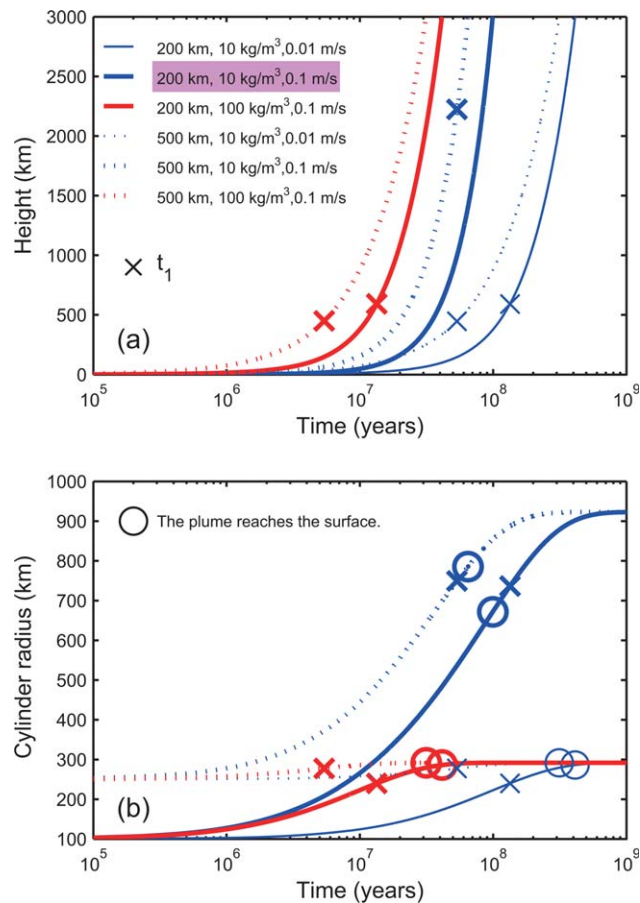 3000
2500
2000
1500
1000
500
0
Height (km)
200 km, 10 kg/m³,0.01 m/s
200 km, 10 kg/m³,0.1 m/s
200 km, 100 kg/m³,0.1 m/s
500 km, 10 kg/m³,0.01 m/s
500 km, 10 kg/m³,0.1 m/s
500 km, 100 kg/m³,0.1 m/s
t₁
(a)
10⁵ 10⁶ 10⁷ 10⁸ 10⁹
Time (years)
1000
900
800
700
600
500
400
300
200
100
Cylinder radius (km)
The plume reaches the surface.
(b)
10⁵ 10⁶ 10⁷ 10⁸ 10⁹
Time (years)